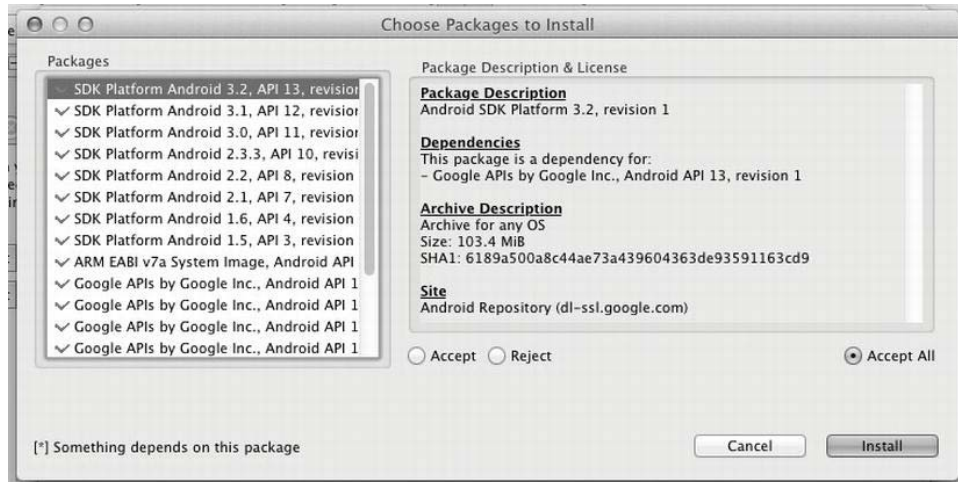 Choose Packages to Install
Packages
SDK Platform Android 3.2, API 13, revision
SDK Platform Android 3.1, API 12, revision
SDK Platform Android 3.0, API 11, revision
SDK Platform Android 2.3.3, API 10, revisi
SDK Platform Android 2.2, API 8, revision
SDK Platform Android 2.1, API 7, revision
SDK Platform Android 1.6, API 4, revision
SDK Platform Android 1.5, API 3, revision
ARM EABI v7a System Image, Android API
Google APIs by Google Inc., Android API 1
Google APIs by Google Inc., Android API 1
Google APIs by Google Inc., Android API 1
Google APIs by Google Inc., Android API 1
Package Description & License
Package Description
Android SDK Platform 3.2, revision 1
Dependencies
This package is a dependency for:
- Google APIs by Google Inc., Android API 13, revision 1
Archive Description
Archive for any OS
Size: 103.4 MiB
SHA1: 6189a500a8c44ae73a439604363de93591163cd9
Site
Android Repository (dl-ssl.google.com)
Accept Reject Accept All
[*] Something depends on this package
Cancel Install